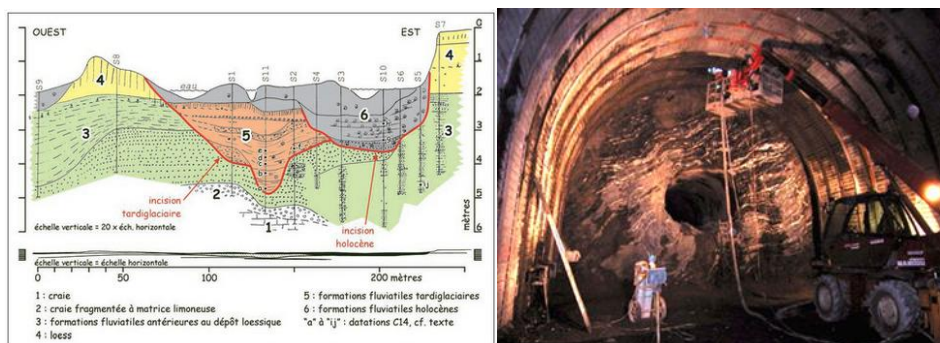 OUEST
EST
S9
S8
S1
S11
S2
S4
S3
S10
S6
S5
S7
eau
0
1
2
3
4
5
6
mètres
4
4
3
3
5
6
2
1
incision
tardiglaciaire
incision
holocène
échelle verticale = 20 x éch. horizontale
échelle verticale = échelle horizontale
0
50
100
200 mètres
1 : craie
2 : craie fragmentée à matrice limoneuse
3 : formations fluviatiles antérieures au dépôt loessique
4 : loess
5 : formations fluviatiles tardiglaciaires
6 : formations fluviatiles holocènes
"a" à "ij" : datations C14, cf. texte